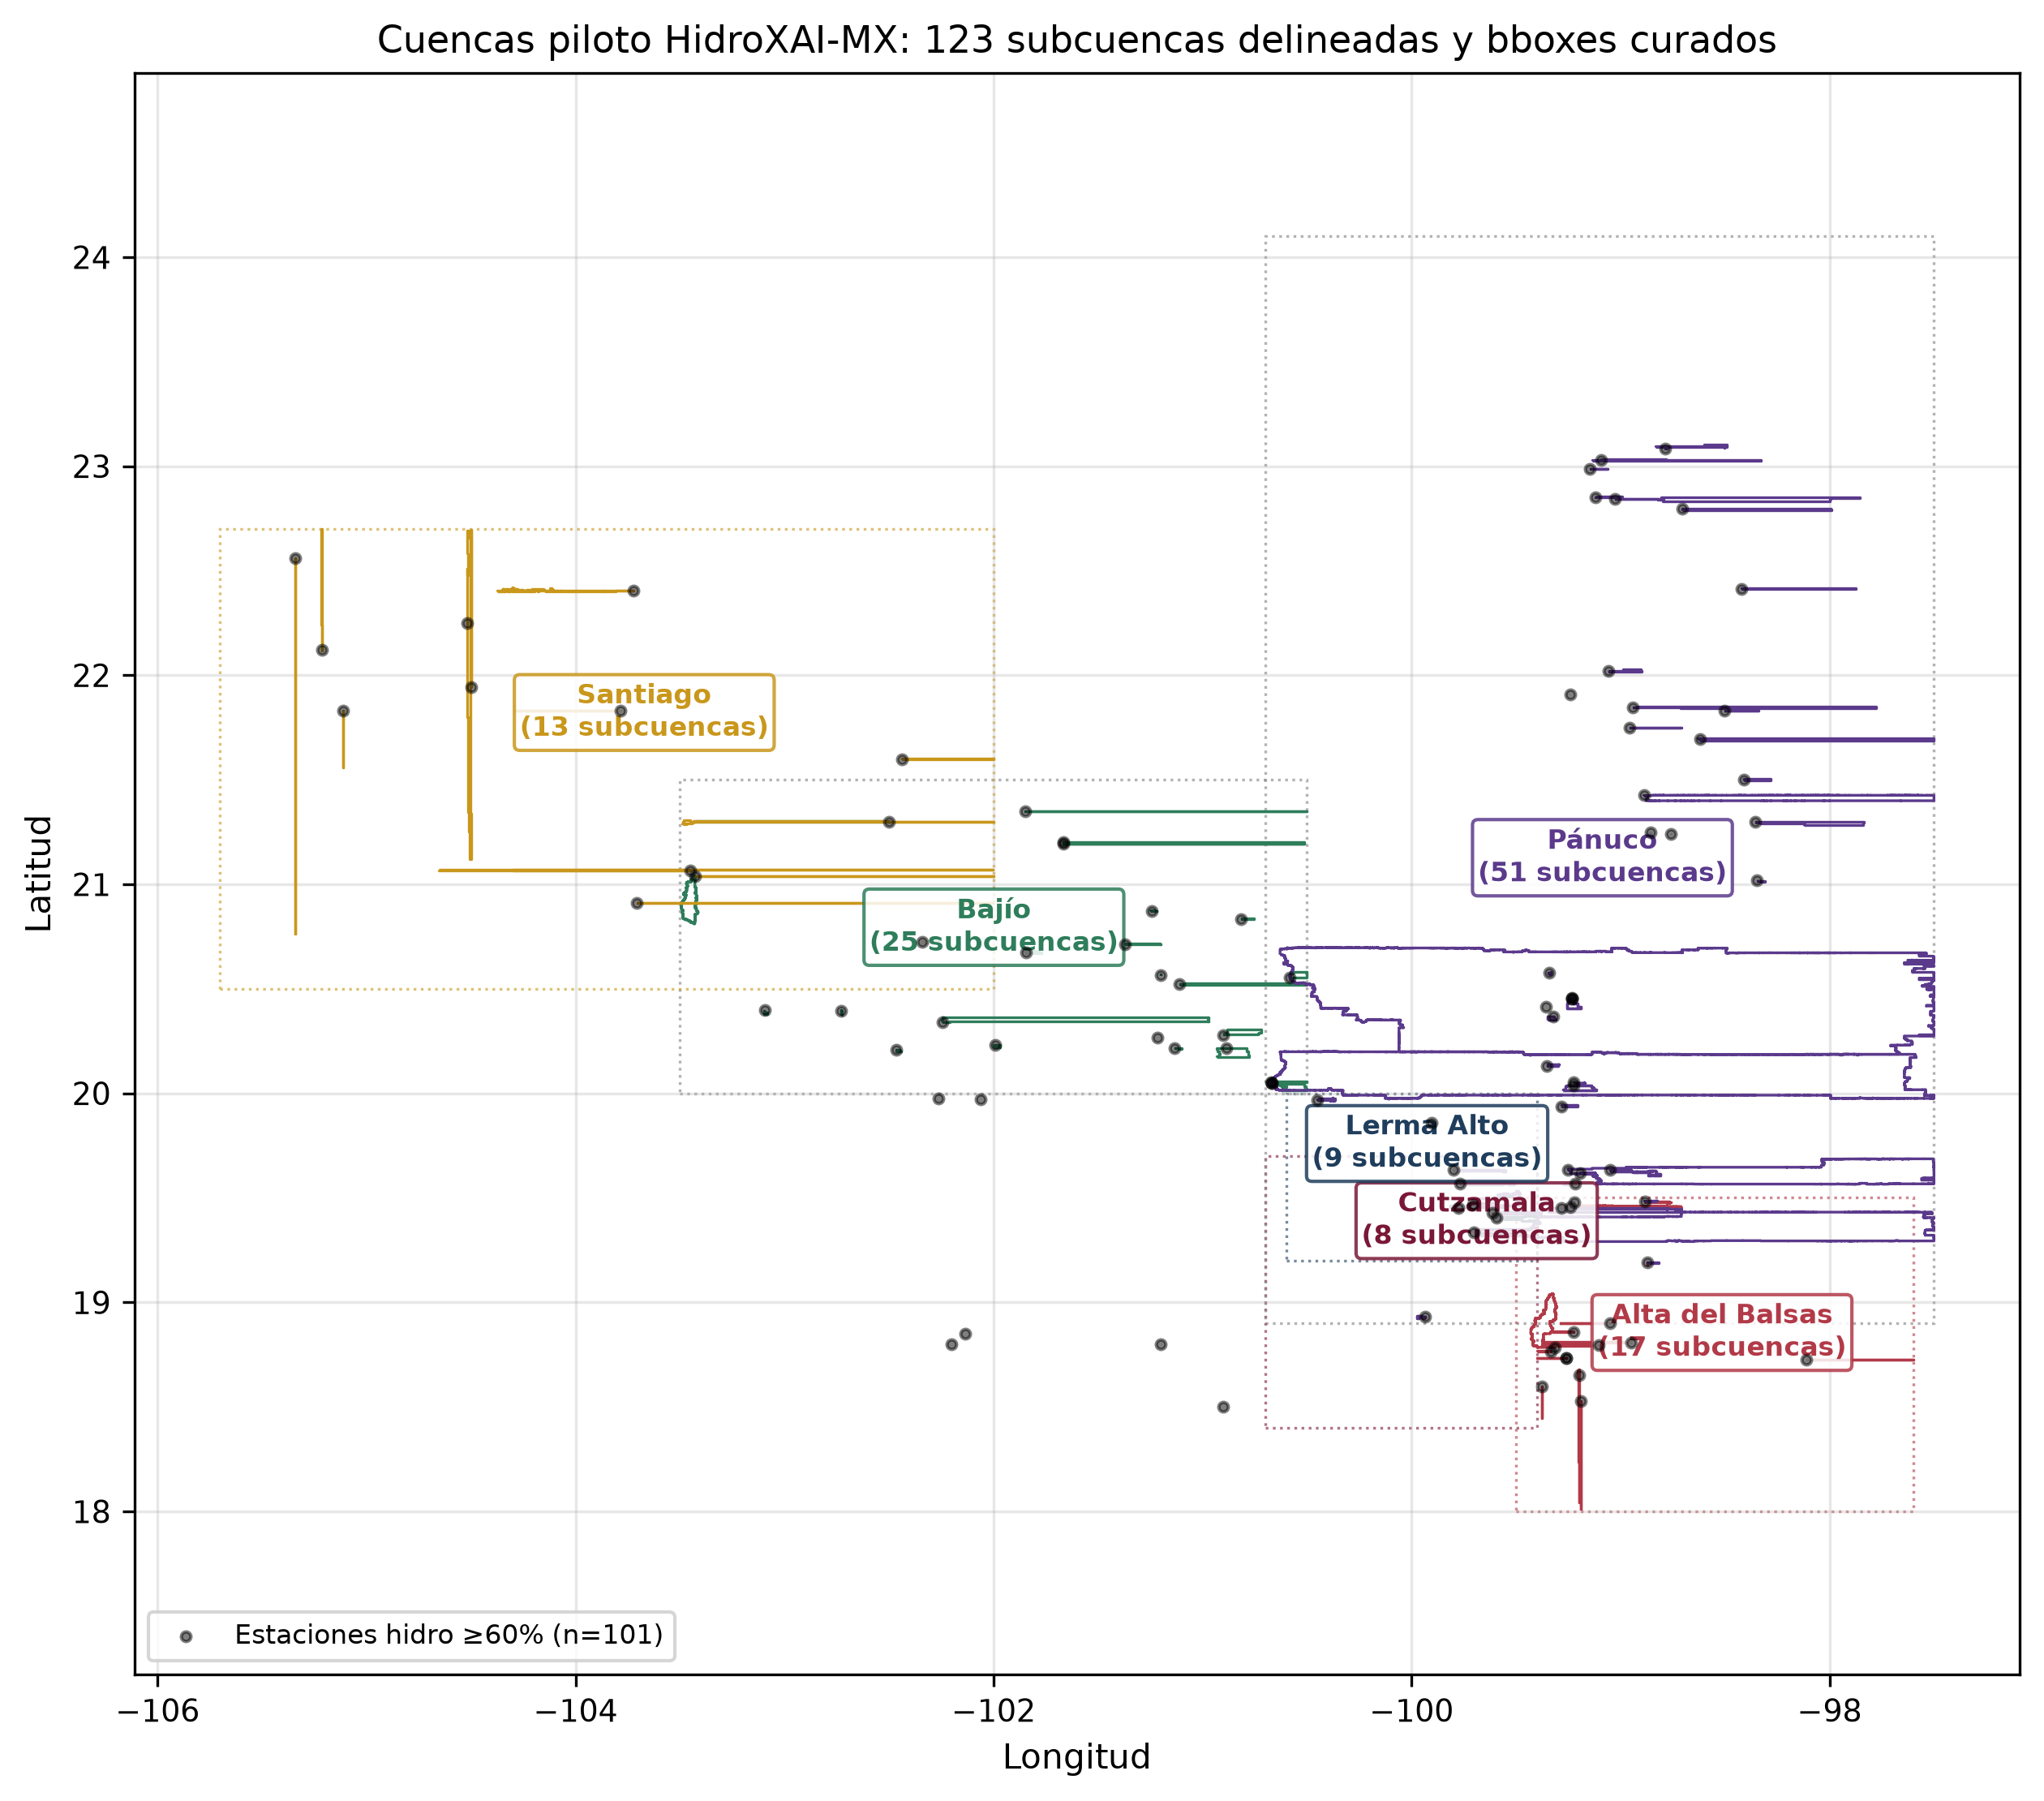 Cuencas piloto HidroXAI-MX: 123 subcuencas delineadas y bboxes curados
Latitud
24
23
22
21
20
19
18
Santiago
(13 subcuencas)
Pánuco
(51 subcuencas)
Bajío
(25 subcuencas)
Lerma Alto
(9 subcuencas)
Cutzamala
(8 subcuencas)
Alta del Balsas
(17 subcuencas)
Estaciones hidro ≥60% (n=101)
−106
−104
−102
−100
−98
Longitud